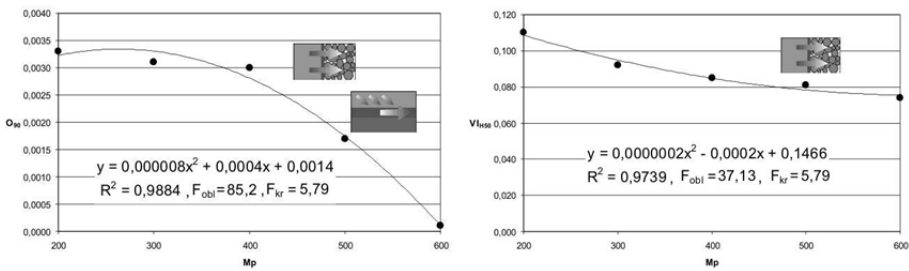 0,0040
0,0035
0,0030
0,0025
O90
0,0020
0,0015
0,0010
0,0005
0,0000
y = 0,000008x² + 0,0004x + 0,0014
R² = 0,9884 , Fobl=85,2, Fkr = 5,79
200 300 400 500 600
Mp
0,120
0,100
0,080
VIH50
0,060
0,040
0,020
0,000
y = 0,0000002x² - 0,0002x + 0,1466
R² = 0,9739, Fobl=37,13, Fkr = 5,79
200 300 400 500 600
Mp